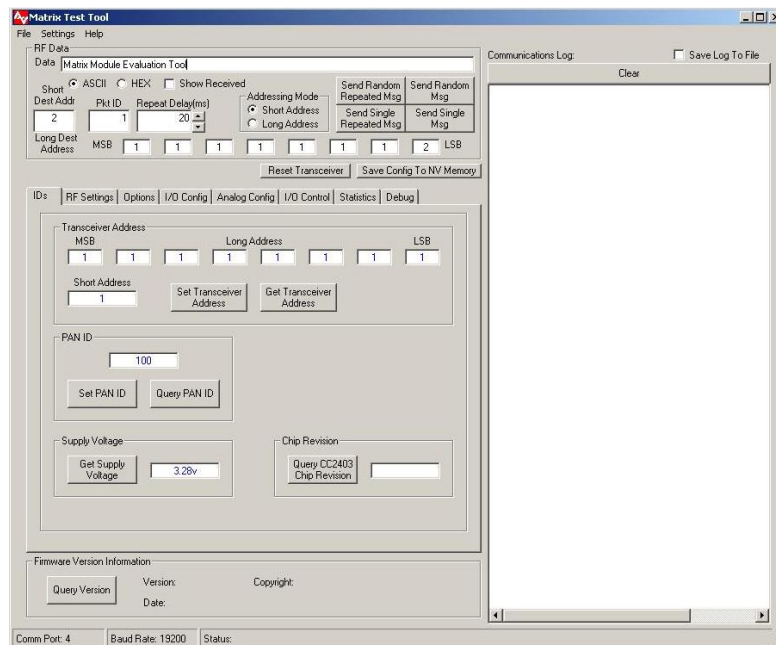 Matrix Test Tool
File Settings Help
RF Data
Data Matrix Module Evaluation Tool
ASCII HEX Show Received
Short Dest Addr
2
Pkt ID
1
Repeat Delay(ms)
20
Addressing Mode
Short Address
Long Address
Send Random Repeated Msg
Send Random Msg
Send Single Repeated Msg
Send Single Msg
Long Dest Address
MSB 1 1 1 1 1 1 1 2 LSB
Reset Transceiver
Save Config To NV Memory
Communications Log:
Save Log To File
Clear
IDs RF Settings Options I/O Config Analog Config I/O Control Statistics Debug
Transceiver Address
MSB Long Address LSB
1 1 1 1 1 1 1 1
Short Address
1
Set Transceiver Address
Get Transceiver Address
PAN ID
100
Set PAN ID
Query PAN ID
Supply Voltage
Get Supply Voltage
3.28v
Chip Revision
Query CC2403 Chip Revision
Firmware Version Information
Query Version
Version:
Copyright:
Date:
Comm Port: 4
Baud Rate: 19200
Status: